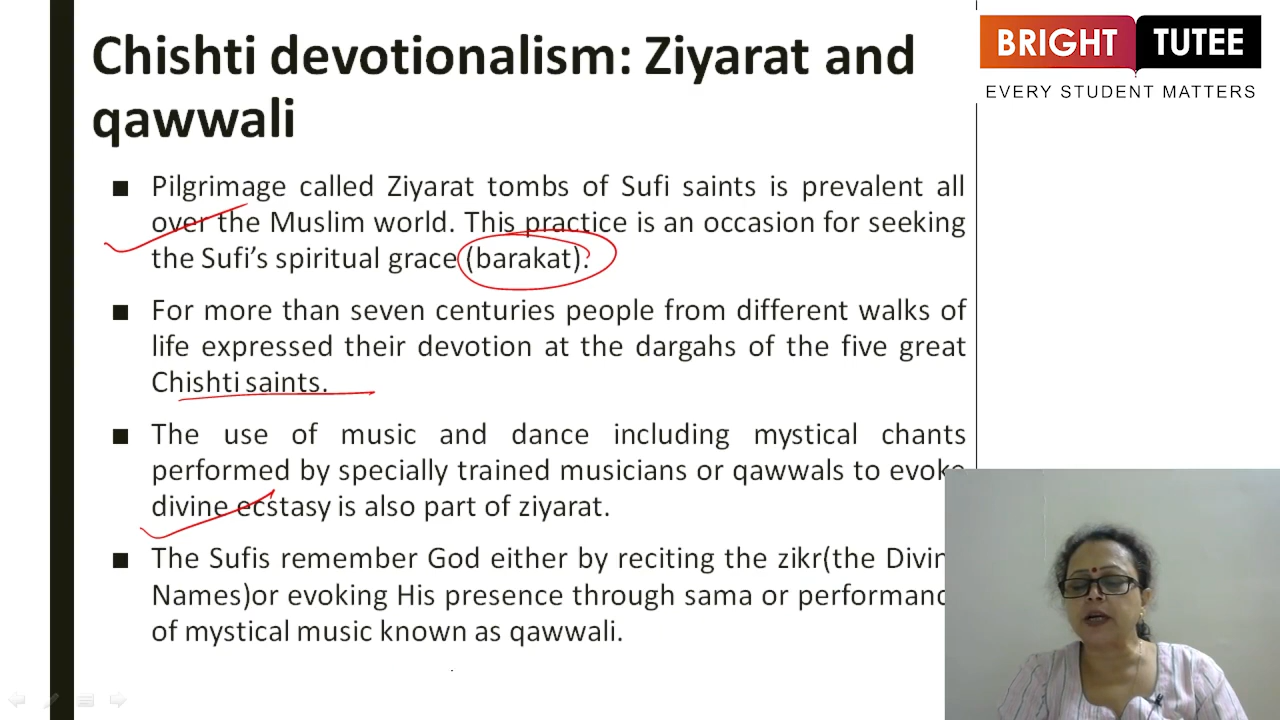 Chishti devotionalism: Ziyarat and
qawwali
BRIGHT TUTEE
EVERY STUDENT MATTERS
■ Pilgrimage called Ziyarat tombs of Sufi saints is prevalent all
over the Muslim world. This practice is an occasion for seeking
the Sufi's spiritual grace (barakat).
■ For more than seven centuries people from different walks of
life expressed their devotion at the dargahs of the five great
Chishti saints.
■ The use of music and dance including mystical chants
performed by specially trained musicians or qawwals to evoke
divine ecstasy is also part of ziyarat.
■ The Sufis remember God either by reciting the zikr(the Divin
Names)or evoking His presence through sama or performanc
of mystical music known as qawwali.